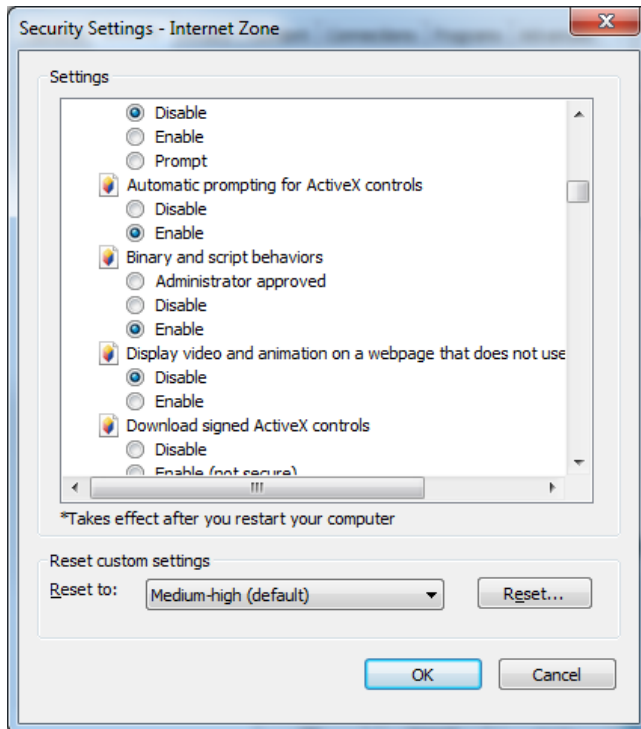 Security Settings - Internet Zone
Settings
Disable
Enable
Prompt
Automatic prompting for ActiveX controls
Disable
Enable
Binary and script behaviors
Administrator approved
Disable
Enable
Display video and animation on a webpage that does not use
Disable
Enable
Download signed ActiveX controls
Disable
Enable (not secure)
*Takes effect after you restart your computer
Reset custom settings
Reset to: Medium-high (default) Reset...
OK Cancel